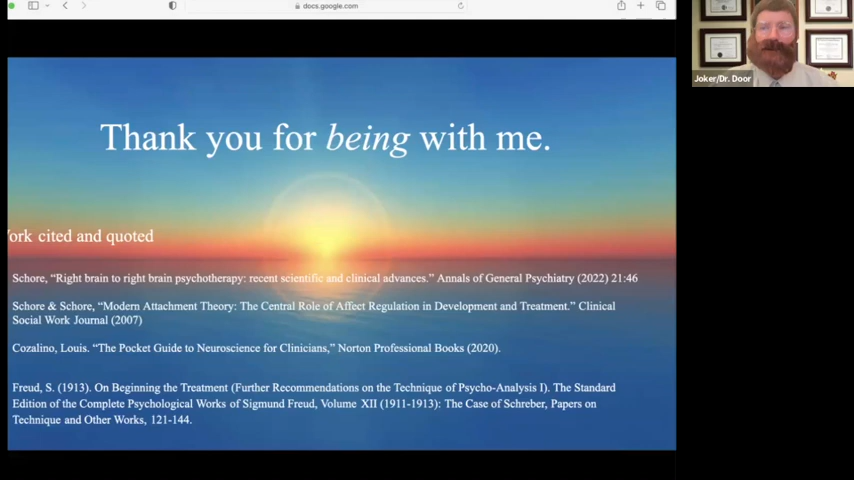 docs.google.com
Joker/Dr. Door
Thank you for being with me.
ork cited and quoted
Schore, “Right brain to right brain psychotherapy: recent scientific and clinical advances.” Annals of General Psychiatry (2022) 21:46
Schore & Schore, “Modern Attachment Theory: The Central Role of Affect Regulation in Development and Treatment.” Clinical
Social Work Journal (2007)
Cozalino, Louis. “The Pocket Guide to Neuroscience for Clinicians,” Norton Professional Books (2020).
Freud, S. (1913). On Beginning the Treatment (Further Recommendations on the Technique of Psycho-Analysis I). The Standard
Edition of the Complete Psychological Works of Sigmund Freud, Volume XII (1911-1913): The Case of Schreber, Papers on
Technique and Other Works, 121-144.